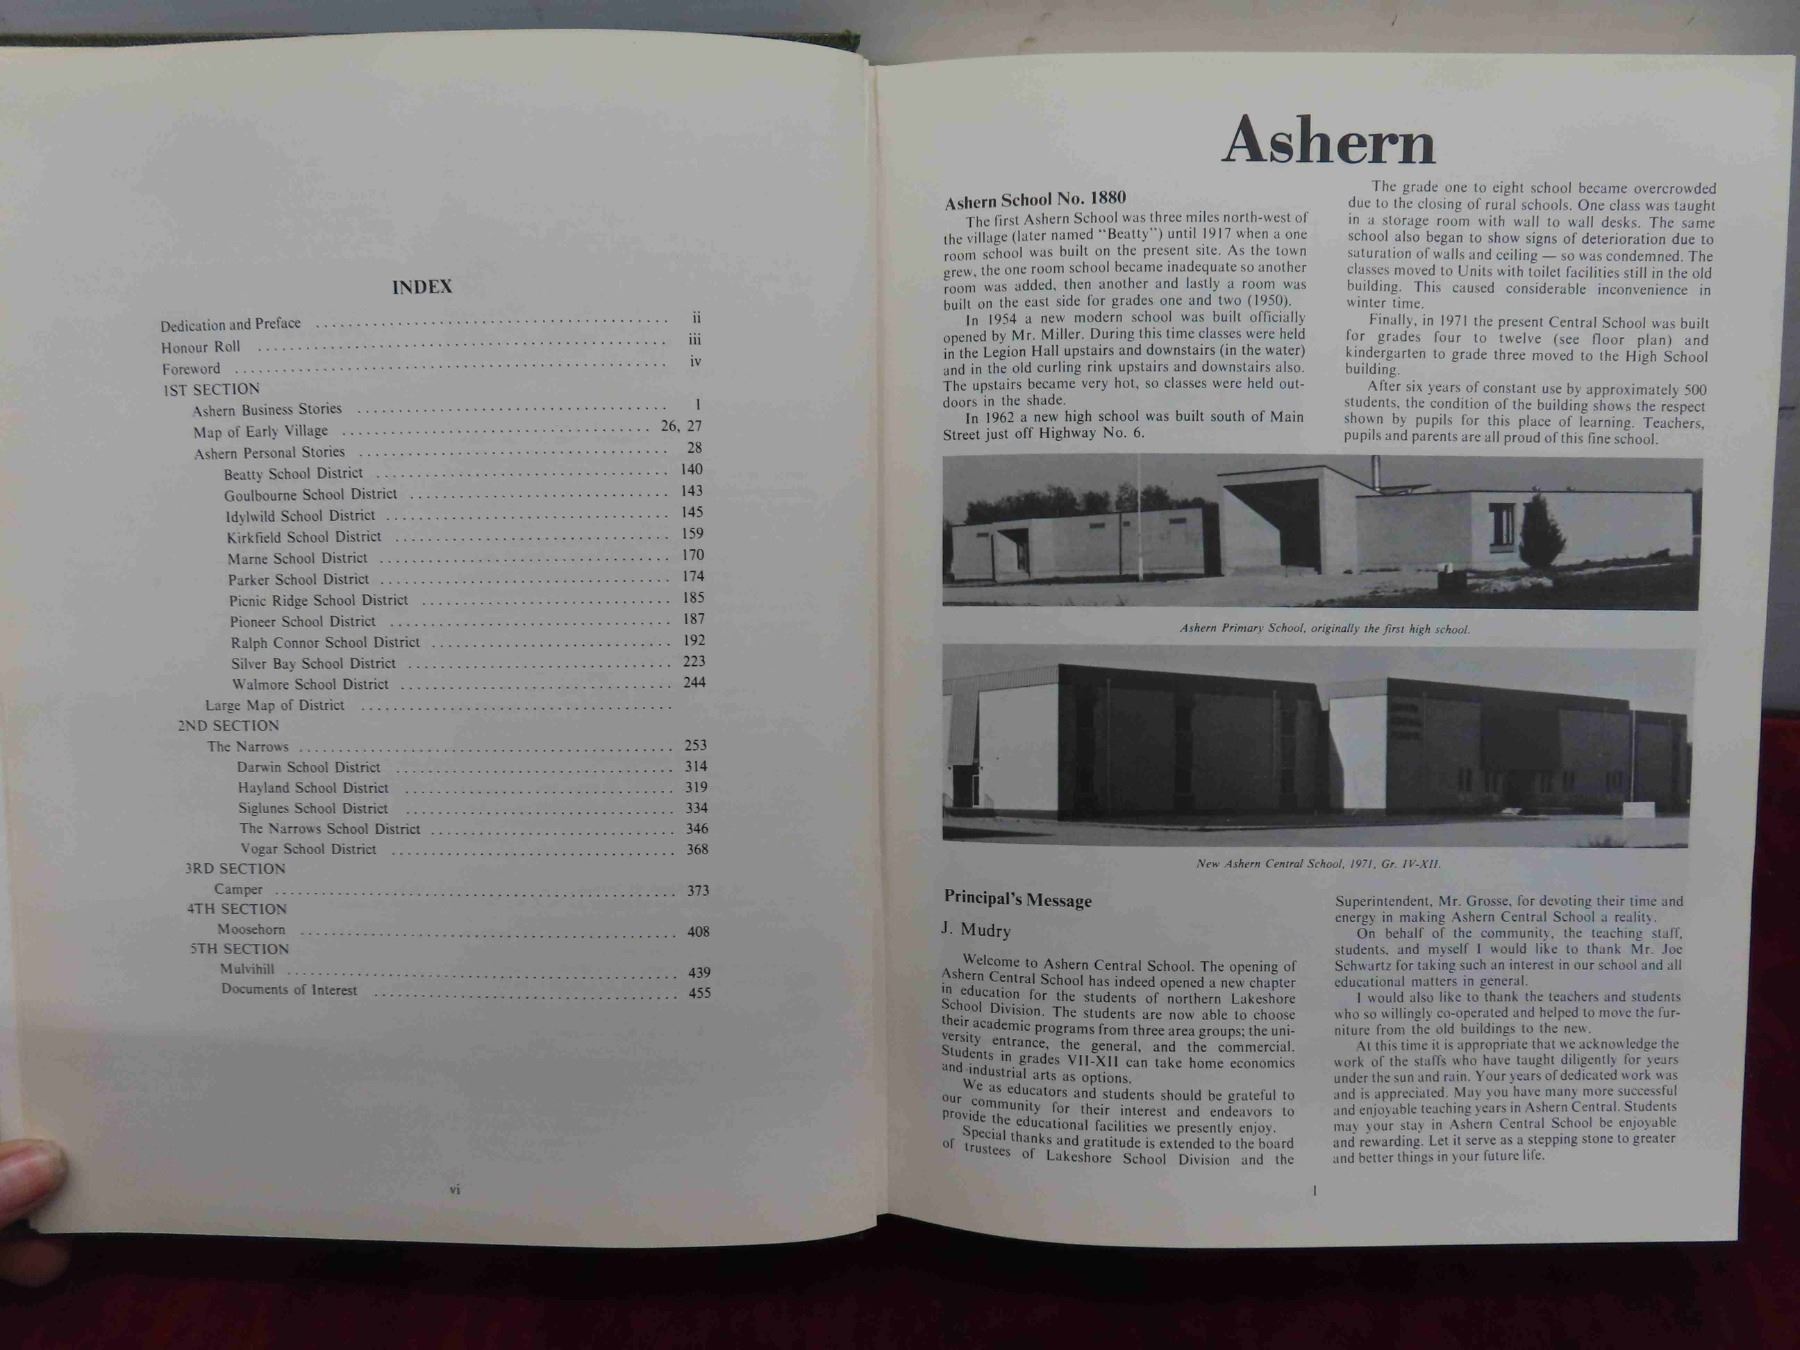 INDEX
Dedication and Preface ii
Honour Roll iii
Foreword iv
1ST SECTION
Ashern Business Stories 1
Map of Early Village 26, 27
Ashern Personal Stories 28
Beatty School District 140
Goulbourne School District 143
Idylwild School District 145
Kirkfield School District 159
Marne School District 170
Parker School District 174
Picnic Ridge School District 185
Pioneer School District 187
Ralph Connor School District 192
Silver Bay School District 223
Walmore School District 244
Large Map of District
2ND SECTION
The Narrows 253
Darwin School District 314
Hayland School District 319
Siglunes School District 334
The Narrows School District 346
Vogar School District 368
3RD SECTION
Camper 373
4TH SECTION
Moosehorn 408
5TH SECTION
Mulvihill 439
Documents of Interest 455
vi
Ashern
Ashern School No. 1880
The first Ashern School was three miles north-west of
the village (later named "Beatty") until 1917 when a one
room school was built on the present site. As the town
grew, the one room school became inadequate so another
room was added, then another and lastly a room was
built on the east side for grades one and two (1950).
In 1954 a new modern school was built officially
opened by Mr. Miller. During this time classes were held
in the Legion Hall upstairs and downstairs (in the water)
and in the old curling rink upstairs and downstairs also.
The upstairs became very hot, so classes were held out-
doors in the shade.
In 1962 a new high school was built south of Main
Street just off Highway No. 6.
The grade one to eight school became overcrowded
due to the closing of rural schools. One class was taught
in a storage room with wall to wall desks. The same
school also began to show signs of deterioration due to
saturation of walls and ceiling — so was condemned. The
classes moved to Units with toilet facilities still in the old
building. This caused considerable inconvenience in
winter time.
Finally, in 1971 the present Central School was built
for grades four to twelve (see floor plan) and
kindergarten to grade three moved to the High School
building.
After six years of constant use by approximately 500
students, the condition of the building shows the respect
shown by pupils for this place of learning. Teachers,
pupils and parents are all proud of this fine school.
Ashern Primary School, originally the first high school.
New Ashern Central School, 1971, Gr. IV-XII.
Principal's Message
J. Mudry
Welcome to Ashern Central School. The opening of
Ashern Central School has indeed opened a new chapter
in education for the students of northern Lakeshore
School Division. The students are now able to choose
their academic programs from three area groups; the uni-
versity entrance, the general, and the commercial.
Students in grades VII-XII can take home economics
and industrial arts as options.
We as educators and students should be grateful to
our community for their interest and endeavors to
provide the educational facilities we presently enjoy.
Special thanks and gratitude is extended to the board
of trustees of Lakeshore School Division and the
Superintendent, Mr. Grosse, for devoting their time and
energy in making Ashern Central School a reality.
On behalf of the community, the teaching staff,
students, and myself I would like to thank Mr. Joe
Schwartz for taking such an interest in our school and all
educational matters in general.
I would also like to thank the teachers and students
who so willingly co-operated and helped to move the fur-
niture from the old buildings to the new.
At this time it is appropriate that we acknowledge the
work of the staffs who have taught diligently for years
under the sun and rain. Your years of dedicated work was
and is appreciated. May you have many more successful
and enjoyable teaching years in Ashern Central. Students
may your stay in Ashern Central School be enjoyable
and rewarding. Let it serve as a stepping stone to greater
and better things in your future life.
1